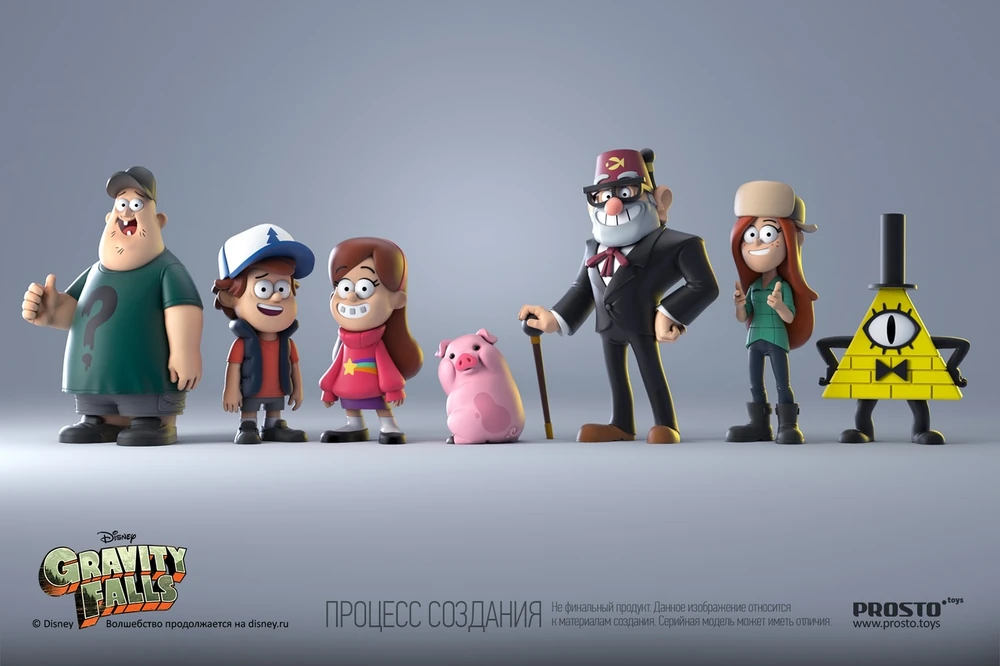 ?
Disney
GRAVITY
FALLS
© Disney
Волшебство продолжается на disney.ru
ПРОЦЕСС СОЗДАНИЯ
Не финальный продукт. Данное изображение относится
к материалам создания. Серийная модель может иметь отличия.
PROSTO toys
www.prosto.toys